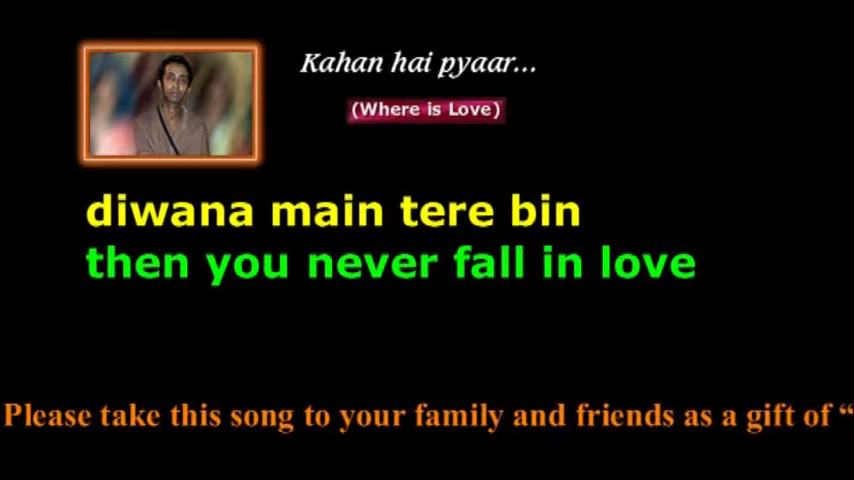 Kahan hai pyaar...
(Where is Love)
diwana main tere bin
then you never fall in love
Please take this song to your family and friends as a gift of “